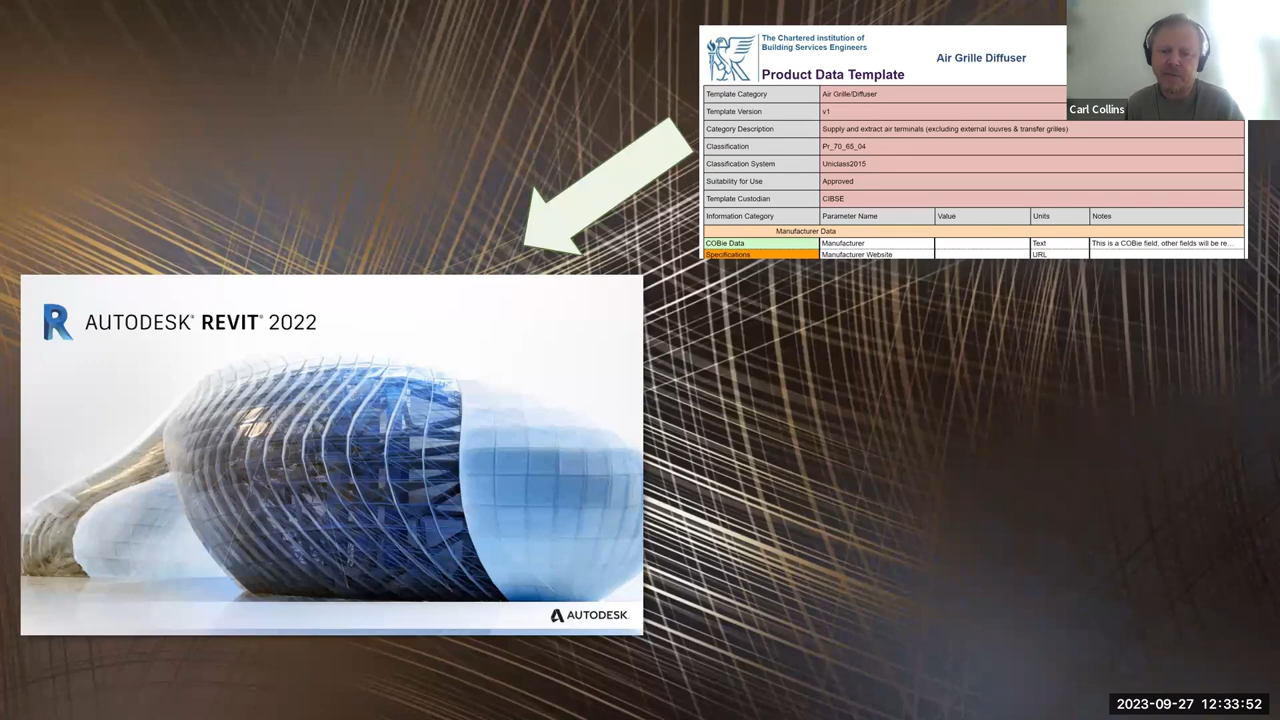 The Chartered institution of
Building Services Engineers
Air Grille Diffuser
Product Data Template
Carl Collins
Template Category Air Grille/Diffuser
Template Version v1
Category Description Supply and extract air terminals (excluding external louvres & transfer grilles)
Classification Pr_70_65_04
Classification System Uniclass2015
Suitability for Use Approved
Template Custodian CIBSE
Information Category Parameter Name Value Units Notes
Manufacturer Data
COBie Data Manufacturer Text This is a COBie field, other fields will be re...
Specifications Manufacturer Website URL
R AUTODESK® REVIT® 2022
AUTODESK
2023-09-27 12:33:52